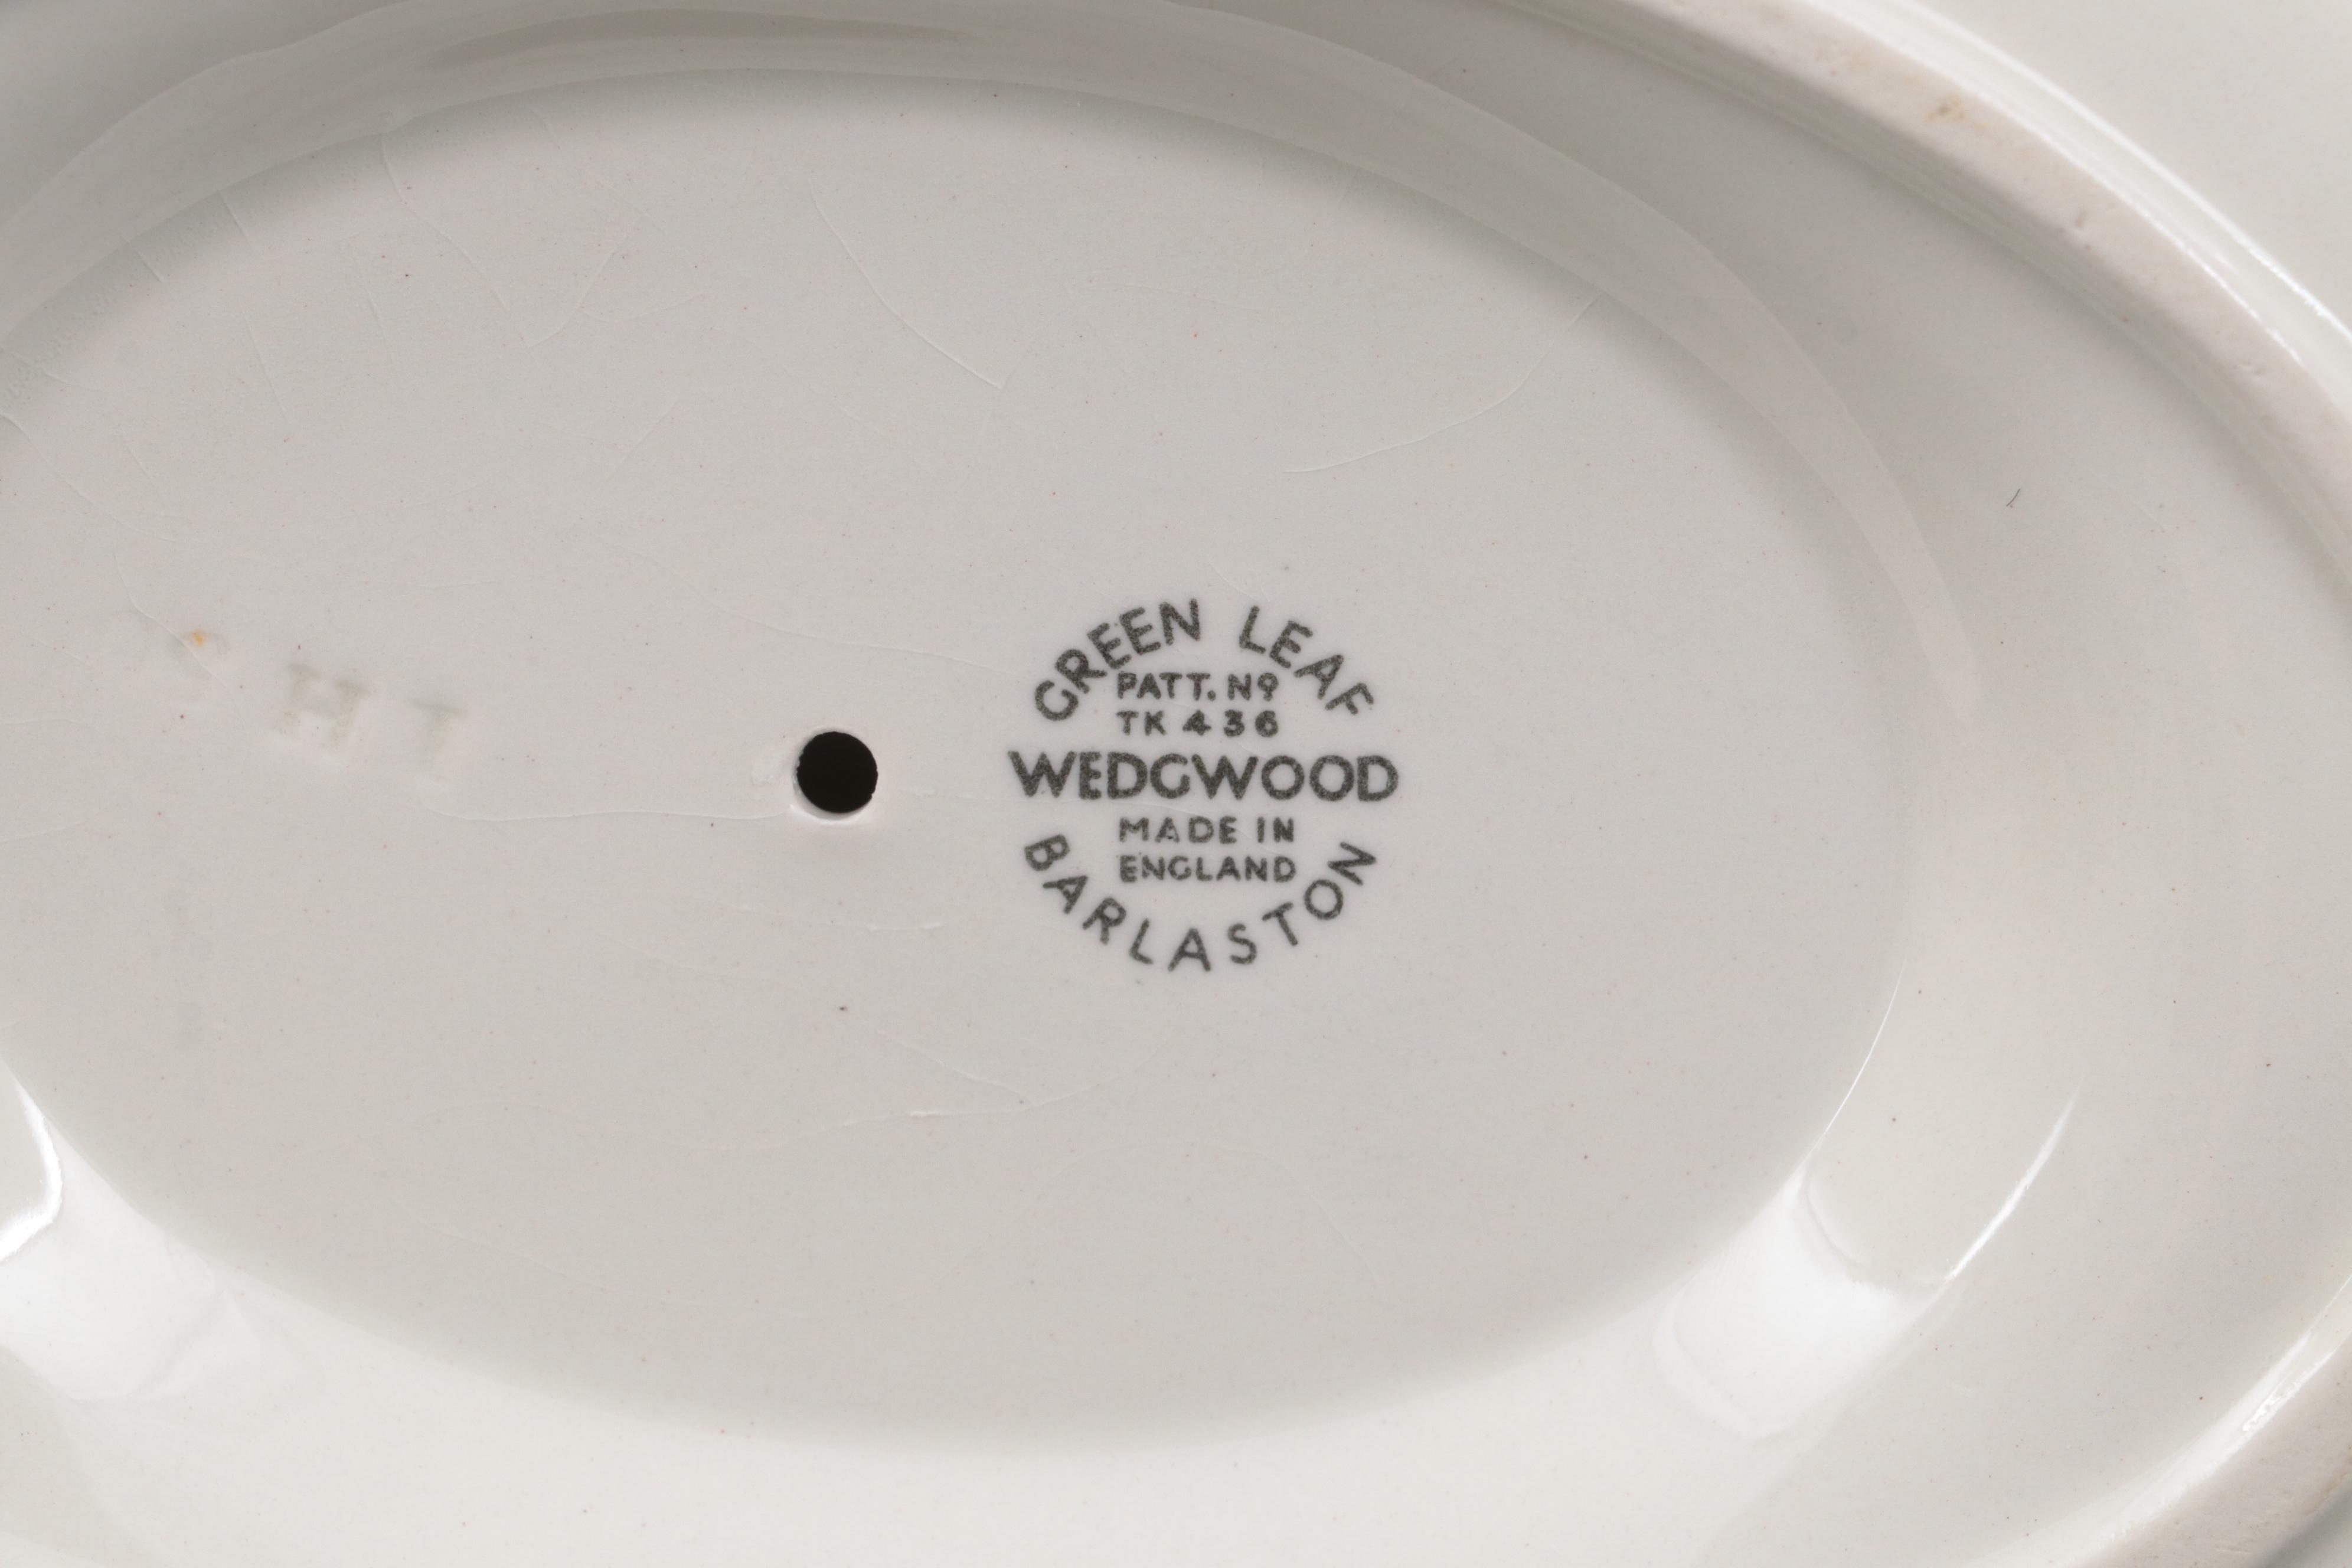 GREEN LEAF
PATT. Nº
TK 436
WEDGWOOD
MADE IN
ENGLAND
BARLASTON